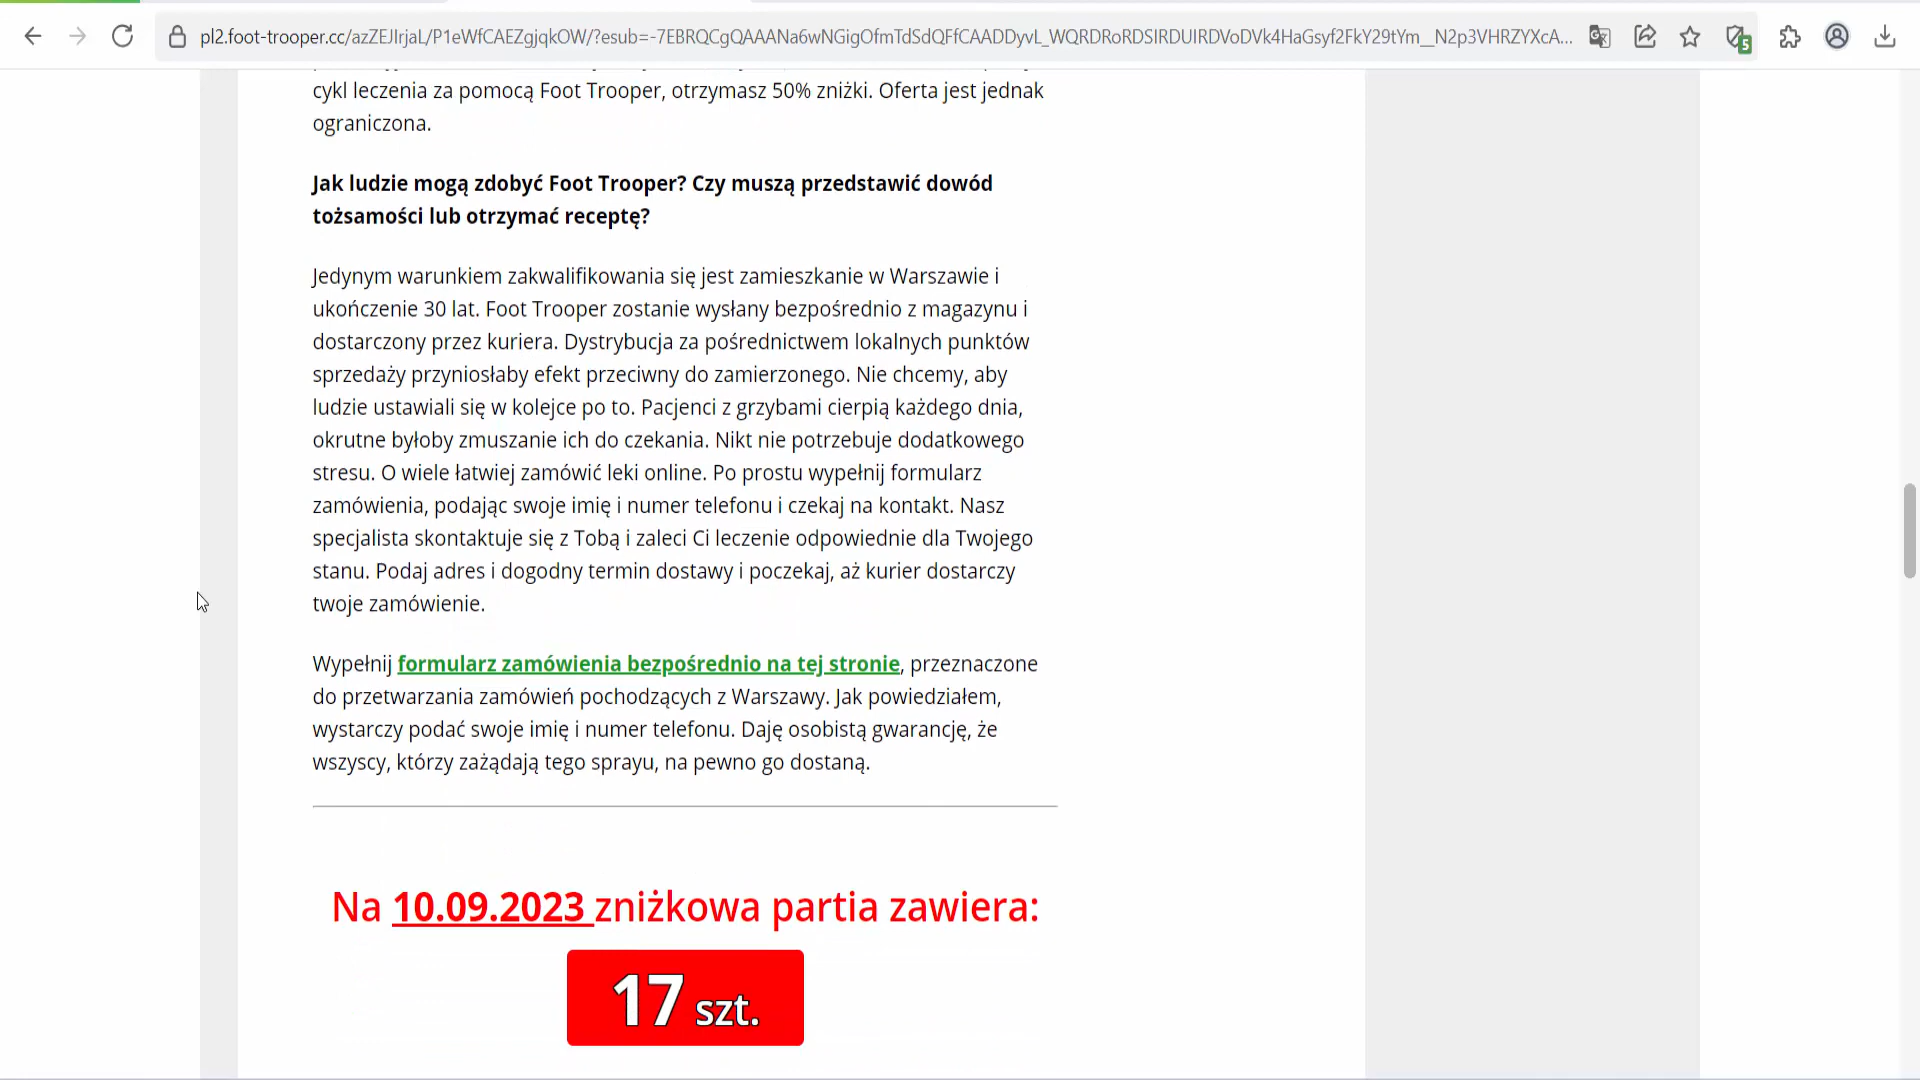 pl2.foot-trooper.cc/azZEJIrjaL/P1eWfCAEZgjqkOW/?esub=-7EBRQCgQAAANa6wNGigOfmTdSdQFfCAADDyvL_WQRDRoRDSIRDUIRDVoDVk4HaGsyf2FkY29tYm__N2p3VHRZYXcA...
5
cykl leczenia za pomocą Foot Trooper, otrzymasz 50% zniżki. Oferta jest jednak
ograniczona.
Jak ludzie mogą zdobyć Foot Trooper? Czy muszą przedstawić dowód
tożsamości lub otrzymać receptę?
Jedynym warunkiem zakwalifikowania się jest zamieszkanie w Warszawie i
ukończenie 30 lat. Foot Trooper zostanie wysłany bezpośrednio z magazynu i
dostarczony przez kuriera. Dystrybucja za pośrednictwem lokalnych punktów
sprzedaży przyniosłaby efekt przeciwny do zamierzonego. Nie chcemy, aby
ludzie ustawiali się w kolejce po to. Pacjenci z grzybami cierpią każdego dnia,
okrutne byłoby zmuszanie ich do czekania. Nikt nie potrzebuje dodatkowego
stresu. O wiele łatwiej zamówić leki online. Po prostu wypełnij formularz
zamówienia, podając swoje imię i numer telefonu i czekaj na kontakt. Nasz
specjalista skontaktuje się z Tobą i zaleci Ci leczenie odpowiednie dla Twojego
stanu. Podaj adres i dogodny termin dostawy i poczekaj, aż kurier dostarczy
twoje zamówienie.
Wypełnij formularz zamówienia bezpośrednio na tej stronie, przeznaczone
do przetwarzania zamówień pochodzących z Warszawy. Jak powiedziałem,
wystarczy podać swoje imię i numer telefonu. Daję osobistą gwarancję, że
wszyscy, którzy zażądają tego sprayu, na pewno go dostaną.
Na 10.09.2023 zniżkowa partia zawiera:
17 szt.